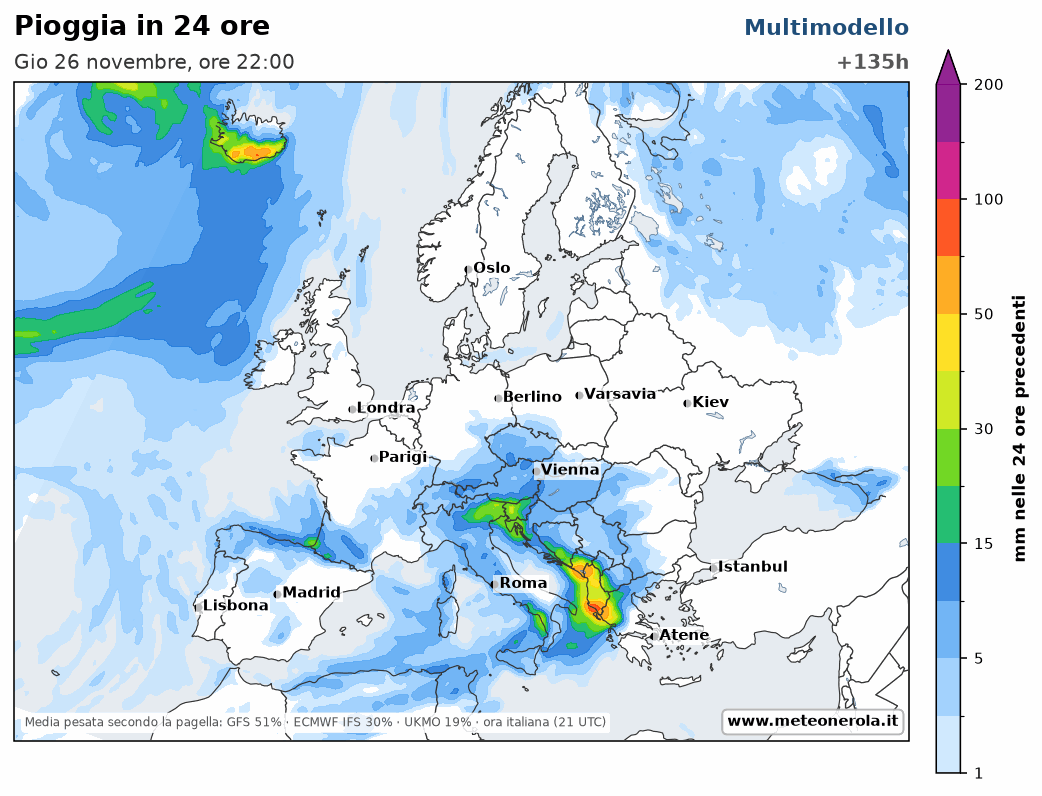 Pioggia in 24 ore
Multimodello
Gio 26 novembre, ore 22:00
+135h
200
100
50
30
15
5
1
mm nelle 24 ore precedenti
Oslo
Berlino
Varsavia
Kiev
Londra
Parigi
Vienna
Istanbul
Roma
Madrid
Lisbona
Atene
Media pesata secondo la pagella: GFS 51% · ECMWF IFS 30% · UKMO 19% · ora italiana (21 UTC)
www.meteonerola.it